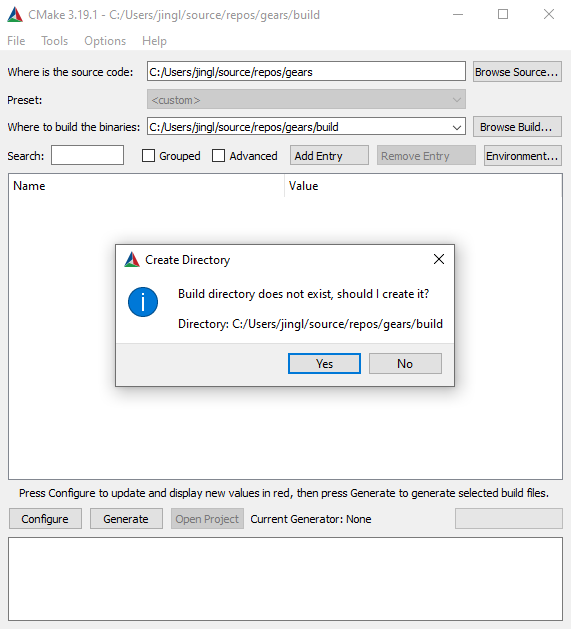 CMake 3.19.1 - C:/Users/jingl/source/repos/gears/build
File Tools Options Help
Where is the source code: C:/Users/jingl/source/repos/gears Browse Source...
Preset: <custom>
Where to build the binaries: C:/Users/jingl/source/repos/gears/build Browse Build...
Search: Grouped Advanced Add Entry Remove Entry Environment...
Name Value
Create Directory
Build directory does not exist, should I create it?
Directory: C:/Users/jingl/source/repos/gears/build
Yes No
Press Configure to update and display new values in red, then press Generate to generate selected build files.
Configure Generate Open Project Current Generator: None